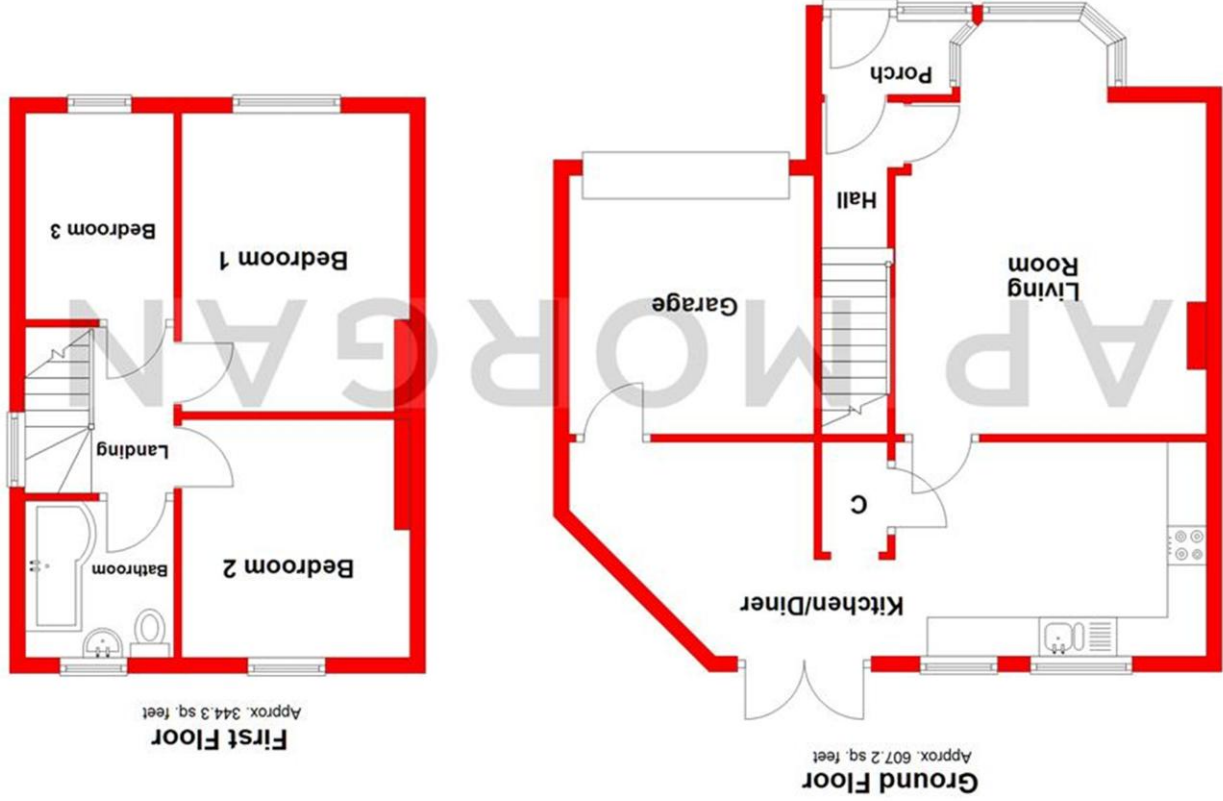 Ground Floor
Approx. 607.2 sq. feet
Kitchen/Diner
C
Living
Room
Garage
Hall
Porch
First Floor
Approx. 344.3 sq. feet
Bedroom 2
Bathroom
Landing
Bedroom 1
Bedroom 3
AP MORGAN